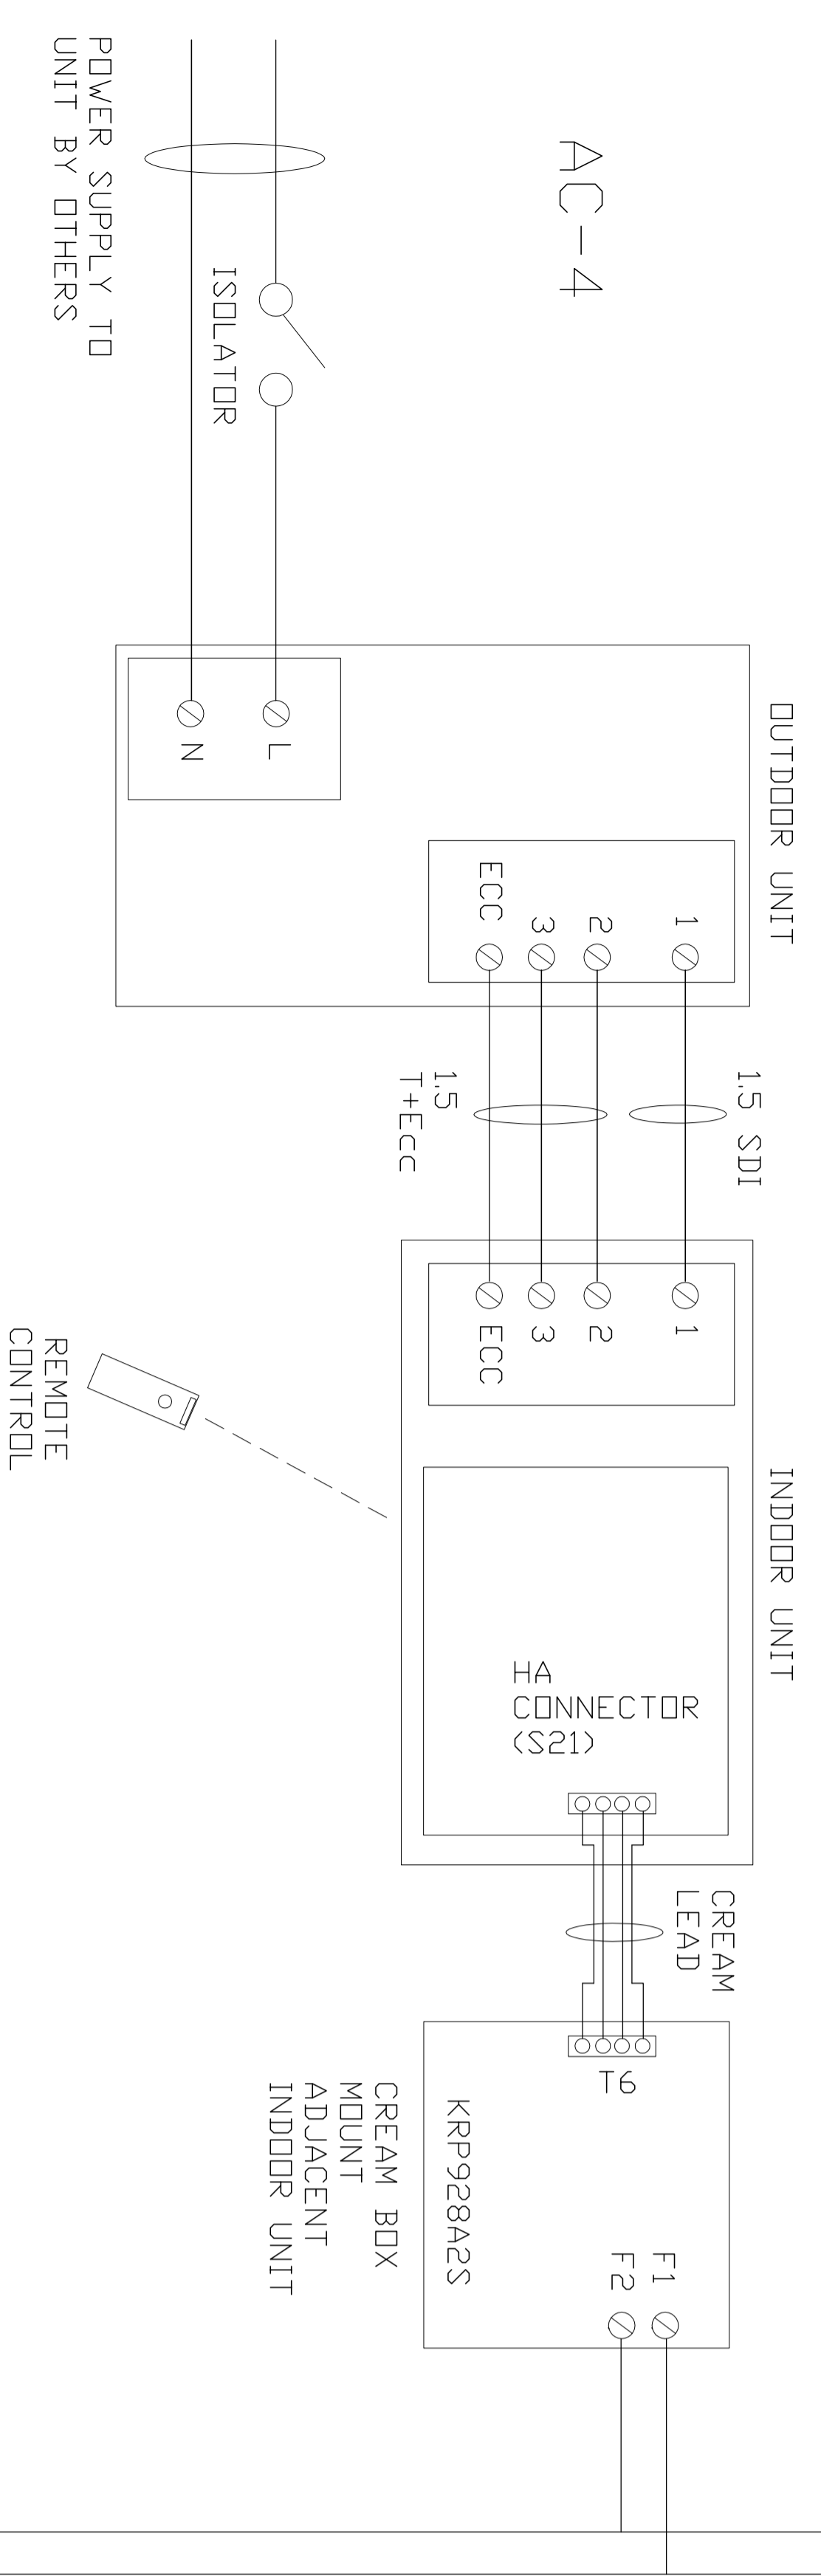 AC-4
POWER SUPPLY TO
UNIT BY OTHERS
ISOLATOR
OUTDOOR UNIT
L
N
1
2
3
ECC
1.5 SDI
1.5
T+Ecc
INDOOR UNIT
1
2
3
ECC
REMOTE
CONTROL
HA
CONNECTOR
(S21)
CREAM
LEAD
T6
KRP928A2S
F1
F2
CREAM BOX
MOUNT
ADJACENT
INDOOR UNIT